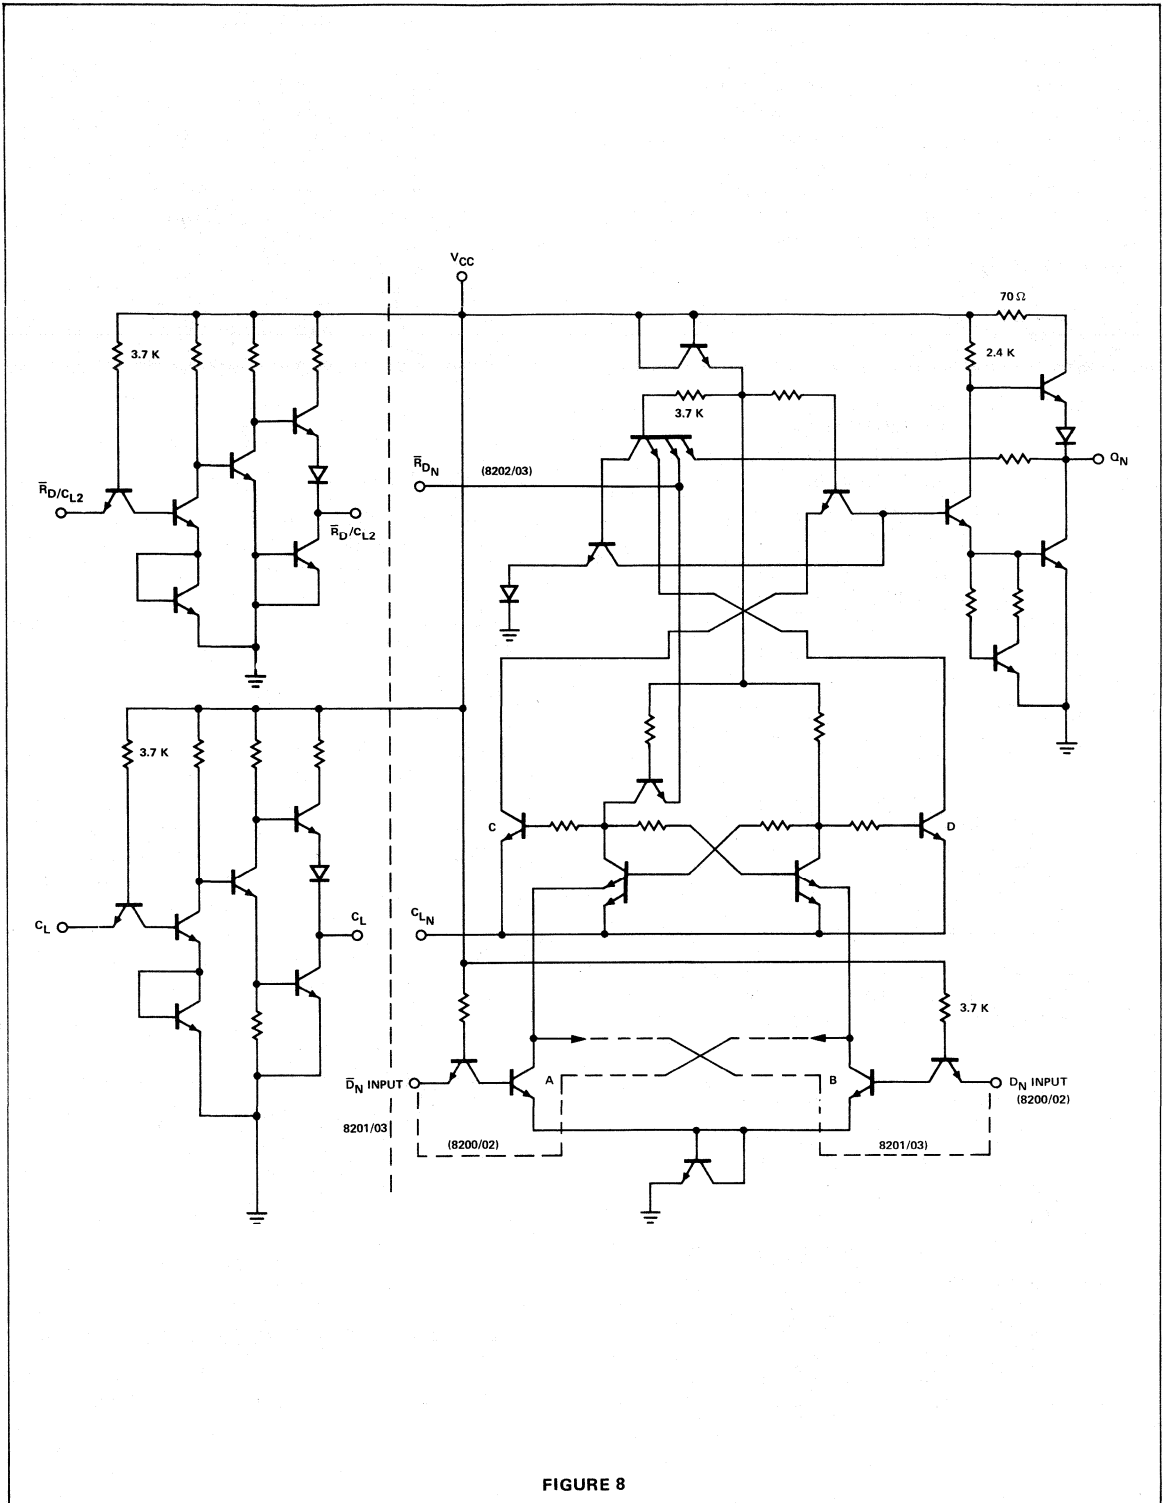 VCC
70 Ω
3.7 K
2.4 K
3.7 K
R̅DN
(8202/03)
QN
R̅D/CL2
R̅D/CL2
3.7 K
C
D
CL
CL
CLN
3.7 K
D̅N INPUT
A
B
DN INPUT
(8200/02)
8201/03
(8200/02)
8201/03)
FIGURE 8